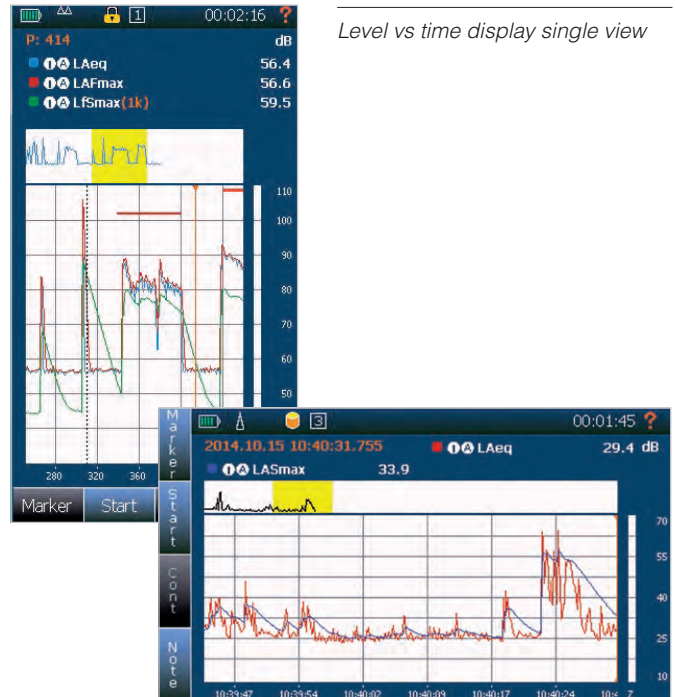 00:02:16 ?
1
P: 414 dB
LAeq 56.4
LAFmax 56.6
LfSmax(1k) 59.5
110
100
90
80
70
60
50
280 320 360
Marker Start
Level vs time display single view
Marker
Start
Cont
Note
3 00:01:45 ?
2014.10.15 10:40:31.755 LAeq 29.4 dB
LASmax 33.9
70
55
40
25
10
10:39:47 10:39:54 10:40:02 10:40:09 10:40:17 10:40:24
Z